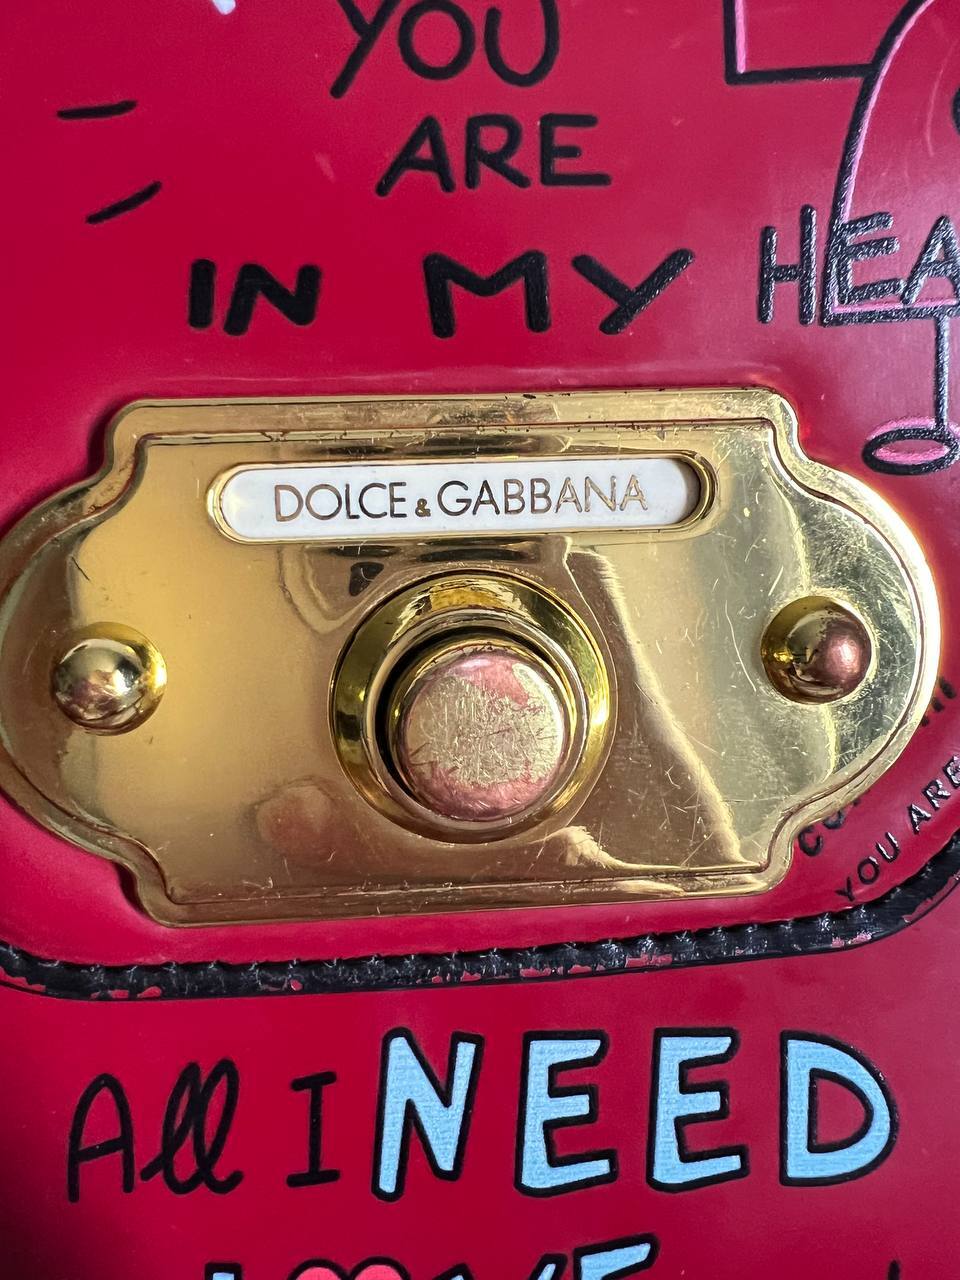 YOU
ARE
IN MY HEA
DOLCE&GABBANA
YOU ARE
All I NEED